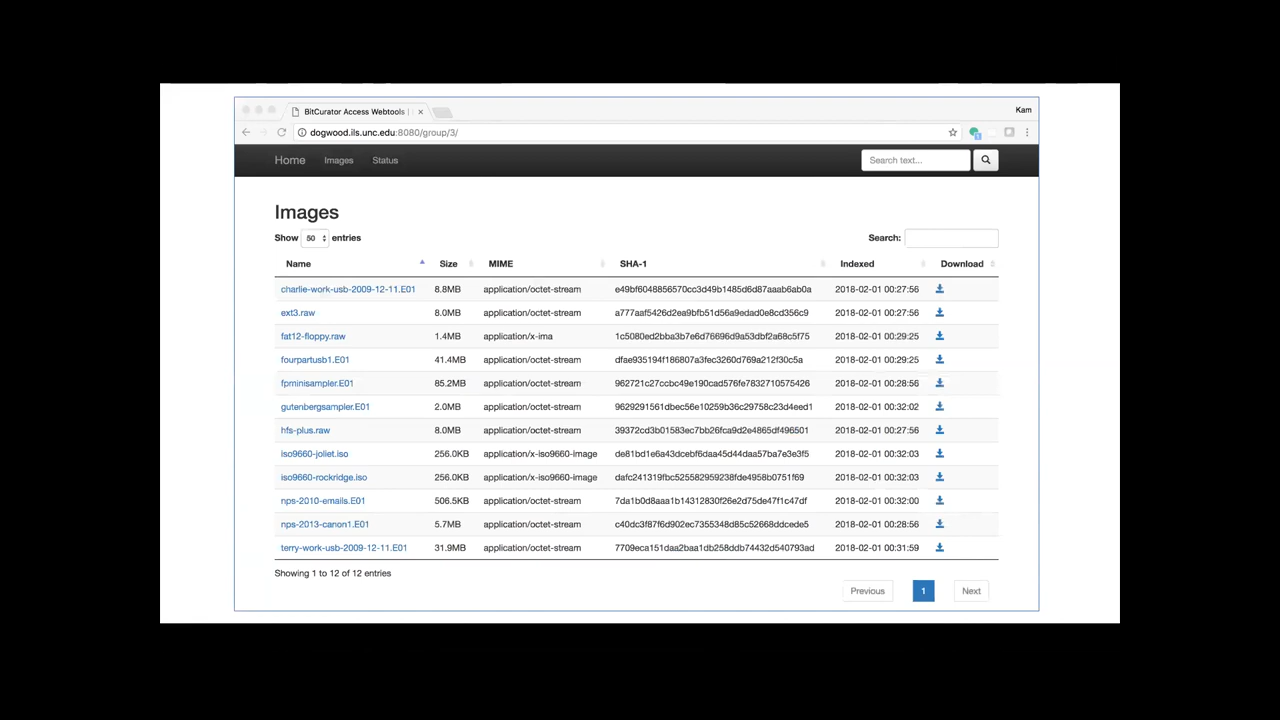 BitCurator Access Webtools |
Kam
dogwood.ils.unc.edu:8080/group/3/
Home Images Status Search text...
Images
Show 50 entries Search:
Name Size MIME SHA-1 Indexed Download
charlie-work-usb-2009-12-11.E01 8.8MB application/octet-stream e49bf6048856570cc3d49b1485d6d87aaab6ab0a 2018-02-01 00:27:56
ext3.raw 8.0MB application/octet-stream a777aaf5426d2ea9bfb51d56a9edad0e8cd356c9 2018-02-01 00:27:56
fat12-floppy.raw 1.4MB application/x-ima 1c5080ed2bba3b7e6d76696d9a53dbf2a68c5f75 2018-02-01 00:29:25
fourpartusb1.E01 41.4MB application/octet-stream dfae935194f186807a3fec3260d769a212f30c5a 2018-02-01 00:29:25
fpminisampler.E01 85.2MB application/octet-stream 962721c27ccbc49e190cad576fe7832710575426 2018-02-01 00:28:56
gutenbergsampler.E01 2.0MB application/octet-stream 9629291561dbec56e10259b36c29758c23d4eed1 2018-02-01 00:32:02
hfs-plus.raw 8.0MB application/octet-stream 39372cd3b01583ec7bb26fca9d2e4865df496501 2018-02-01 00:27:56
iso9660-joliet.iso 256.0KB application/x-iso9660-image de81bd1e6a43dcebf6daa45d44daa57ba7e3e3f5 2018-02-01 00:32:03
iso9660-rockridge.iso 256.0KB application/x-iso9660-image dafc241319fbc525582959238fde4958b0751f69 2018-02-01 00:32:03
nps-2010-emails.E01 506.5KB application/octet-stream 7da1b0d8aaa1b14312830f26e2d75de47f1c47df 2018-02-01 00:32:00
nps-2013-canon1.E01 5.7MB application/octet-stream c40dc3f87f6d902ec7355348d85c52668ddcede5 2018-02-01 00:28:56
terry-work-usb-2009-12-11.E01 31.9MB application/octet-stream 7709eca151daa2baa1db258ddb74432d540793ad 2018-02-01 00:31:59
Showing 1 to 12 of 12 entries
Previous 1 Next